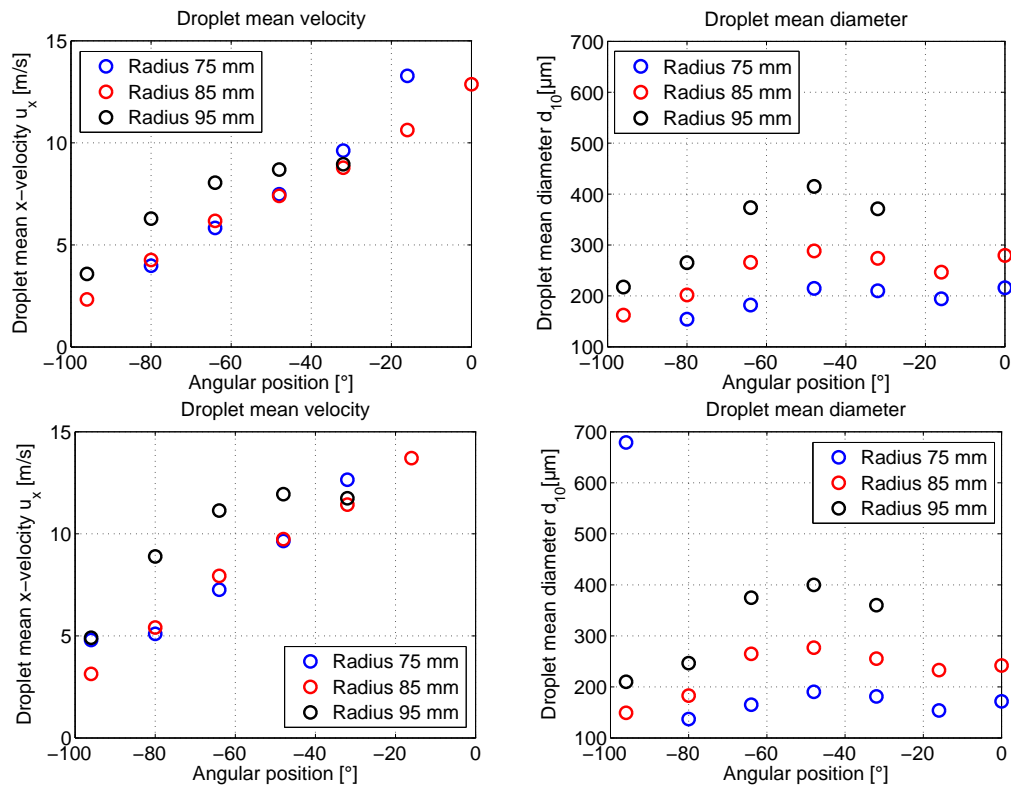 Droplet mean velocity
Droplet mean x−velocity u_x [m/s]
15
10
5
0
Radius 75 mm
Radius 85 mm
Radius 95 mm
−100 −80 −60 −40 −20 0
Angular position [°]
Droplet mean diameter
Droplet mean diameter d_10[µm]
700
600
500
400
300
200
100
Radius 75 mm
Radius 85 mm
Radius 95 mm
−100 −80 −60 −40 −20 0
Angular position [°]
Droplet mean velocity
Droplet mean x−velocity u_x [m/s]
15
10
5
0
Radius 75 mm
Radius 85 mm
Radius 95 mm
−100 −80 −60 −40 −20 0
Angular position [°]
Droplet mean diameter
Droplet mean diameter d_10[µm]
700
600
500
400
300
200
100
Radius 75 mm
Radius 85 mm
Radius 95 mm
−100 −80 −60 −40 −20 0
Angular position [°]